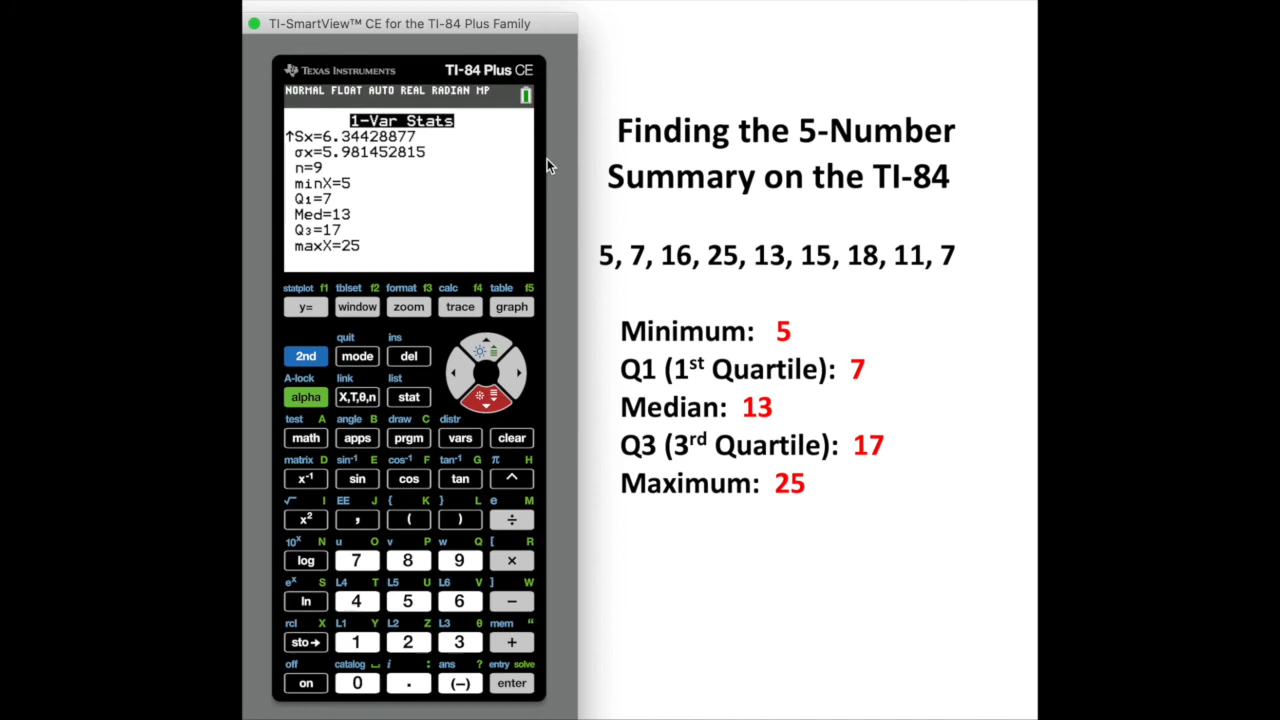 TI-SmartView™ CE for the TI-84 Plus Family
TEXAS INSTRUMENTS TI-84 Plus CE
NORMAL FLOAT AUTO REAL RADIAN MP
1-Var Stats
↑Sx=6.34428877
σx=5.981452815
n=9
minX=5
Q₁=7
Med=13
Q₃=17
maxX=25
statplot f1 tblset f2 format f3 calc f4 table f5
y= window zoom trace graph
quit ins
2nd mode del
A-lock link list
alpha X,T,θ,n stat
test A angle B draw C distr
math apps prgm vars clear
matrix D sin⁻¹ E cos⁻¹ F tan⁻¹ G π H
x⁻¹ sin cos tan ^
√ I EE J { K } L e M
x² , ( ) ÷
10ˣ N u O v P w Q [ R
log 7 8 9 ×
eˣ S L4 T L5 U L6 V ] W
ln 4 5 6 −
rcl X L1 Y L2 Z L3 θ mem “
sto→ 1 2 3 +
off catalog ⎵ i : ans ? entry solve
on 0 . (−) enter
Finding the 5-Number
Summary on the TI-84
5, 7, 16, 25, 13, 15, 18, 11, 7
Minimum: 5
Q1 (1st Quartile): 7
Median: 13
Q3 (3rd Quartile): 17
Maximum: 25